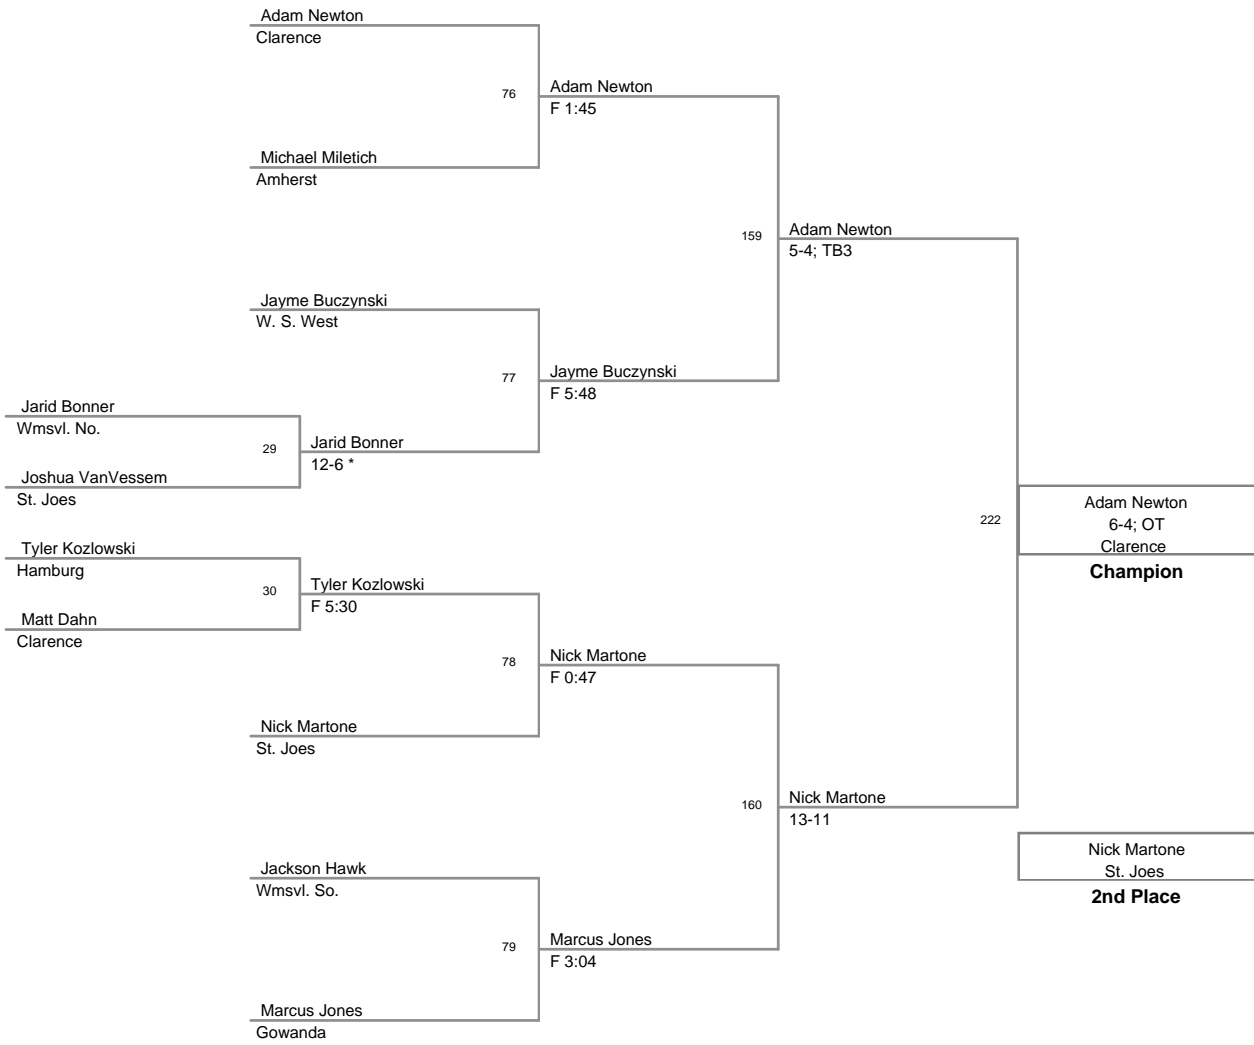 Adam Newton
Clarence
76
Adam Newton
F 1:45
Michael Miletich
Amherst
159
Adam Newton
5-4; TB3
Jayme Buczynski
W. S. West
77
Jayme Buczynski
F 5:48
Jarid Bonner
Wmsvl. No.
29
Jarid Bonner
12-6 *
Joshua VanVessem
St. Joes
222
Adam Newton
6-4; OT
Clarence
Champion
Tyler Kozlowski
Hamburg
30
Tyler Kozlowski
F 5:30
Matt Dahn
Clarence
78
Nick Martone
F 0:47
Nick Martone
St. Joes
160
Nick Martone
13-11
Jackson Hawk
Wmsvl. So.
Nick Martone
St. Joes
2nd Place
79
Marcus Jones
F 3:04
Marcus Jones
Gowanda